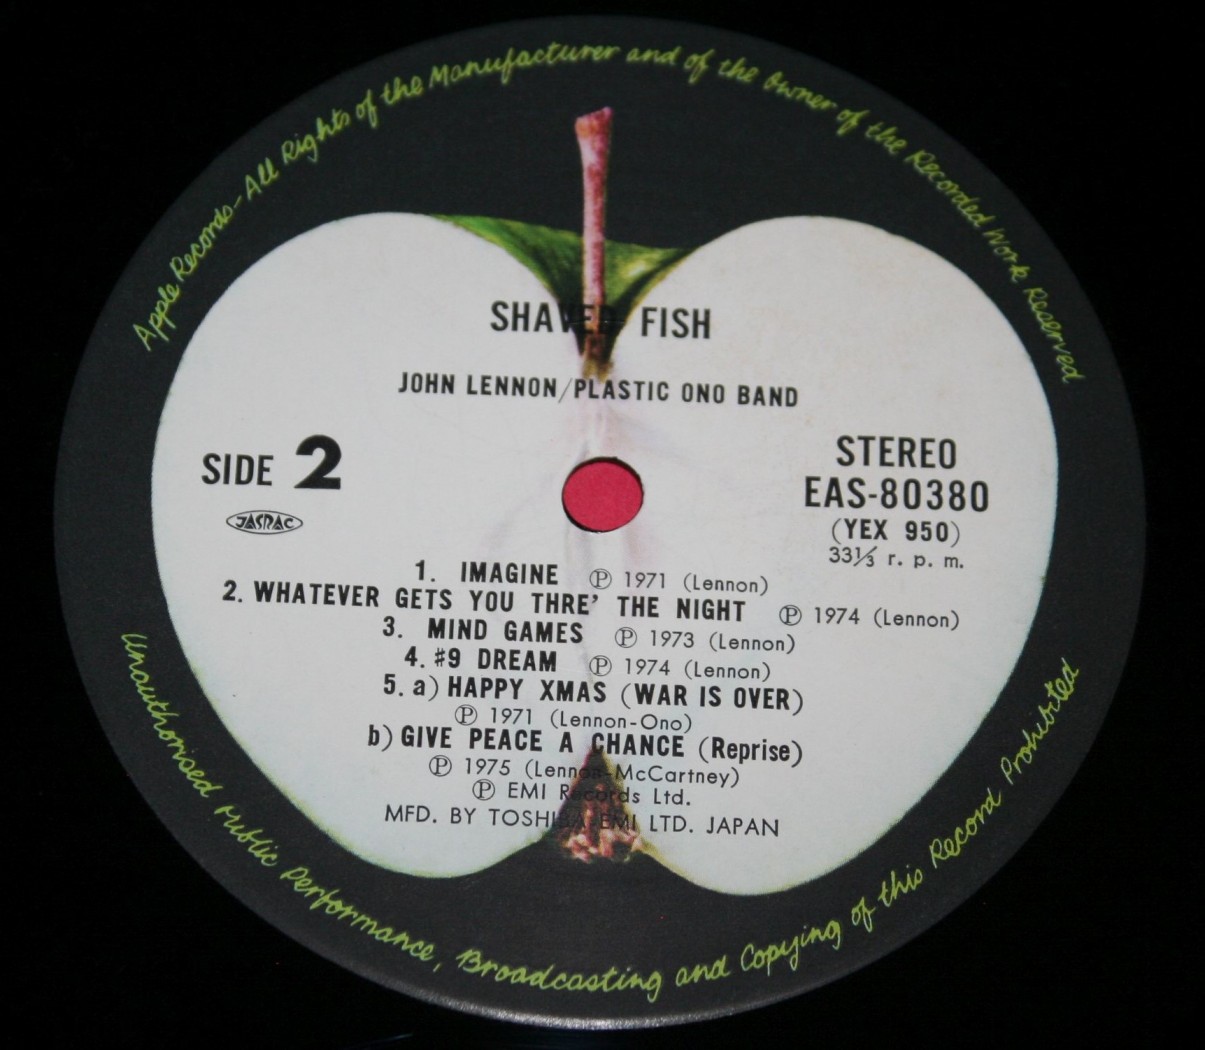 Apple Records - All Rights of the Manufacturer and of the Owner of the Recorded Work Reserved
SHAVED FISH
JOHN LENNON/PLASTIC ONO BAND
SIDE 2
JASRAC
STEREO
EAS-80380
(YEX 950)
33⅓ r. p. m.
1. IMAGINE Ⓟ 1971 (Lennon)
2. WHATEVER GETS YOU THRE' THE NIGHT Ⓟ 1974 (Lennon)
3. MIND GAMES Ⓟ 1973 (Lennon)
4. #9 DREAM Ⓟ 1974 (Lennon)
5. a) HAPPY XMAS (WAR IS OVER)
Ⓟ 1971 (Lennon-Ono)
b) GIVE PEACE A CHANCE (Reprise)
Ⓟ 1975 (Lennon-McCartney)
Ⓟ EMI Records Ltd.
MFD. BY TOSHIBA EMI LTD. JAPAN
Unauthorised Public Performance, Broadcasting and Copying of this Record Prohibited